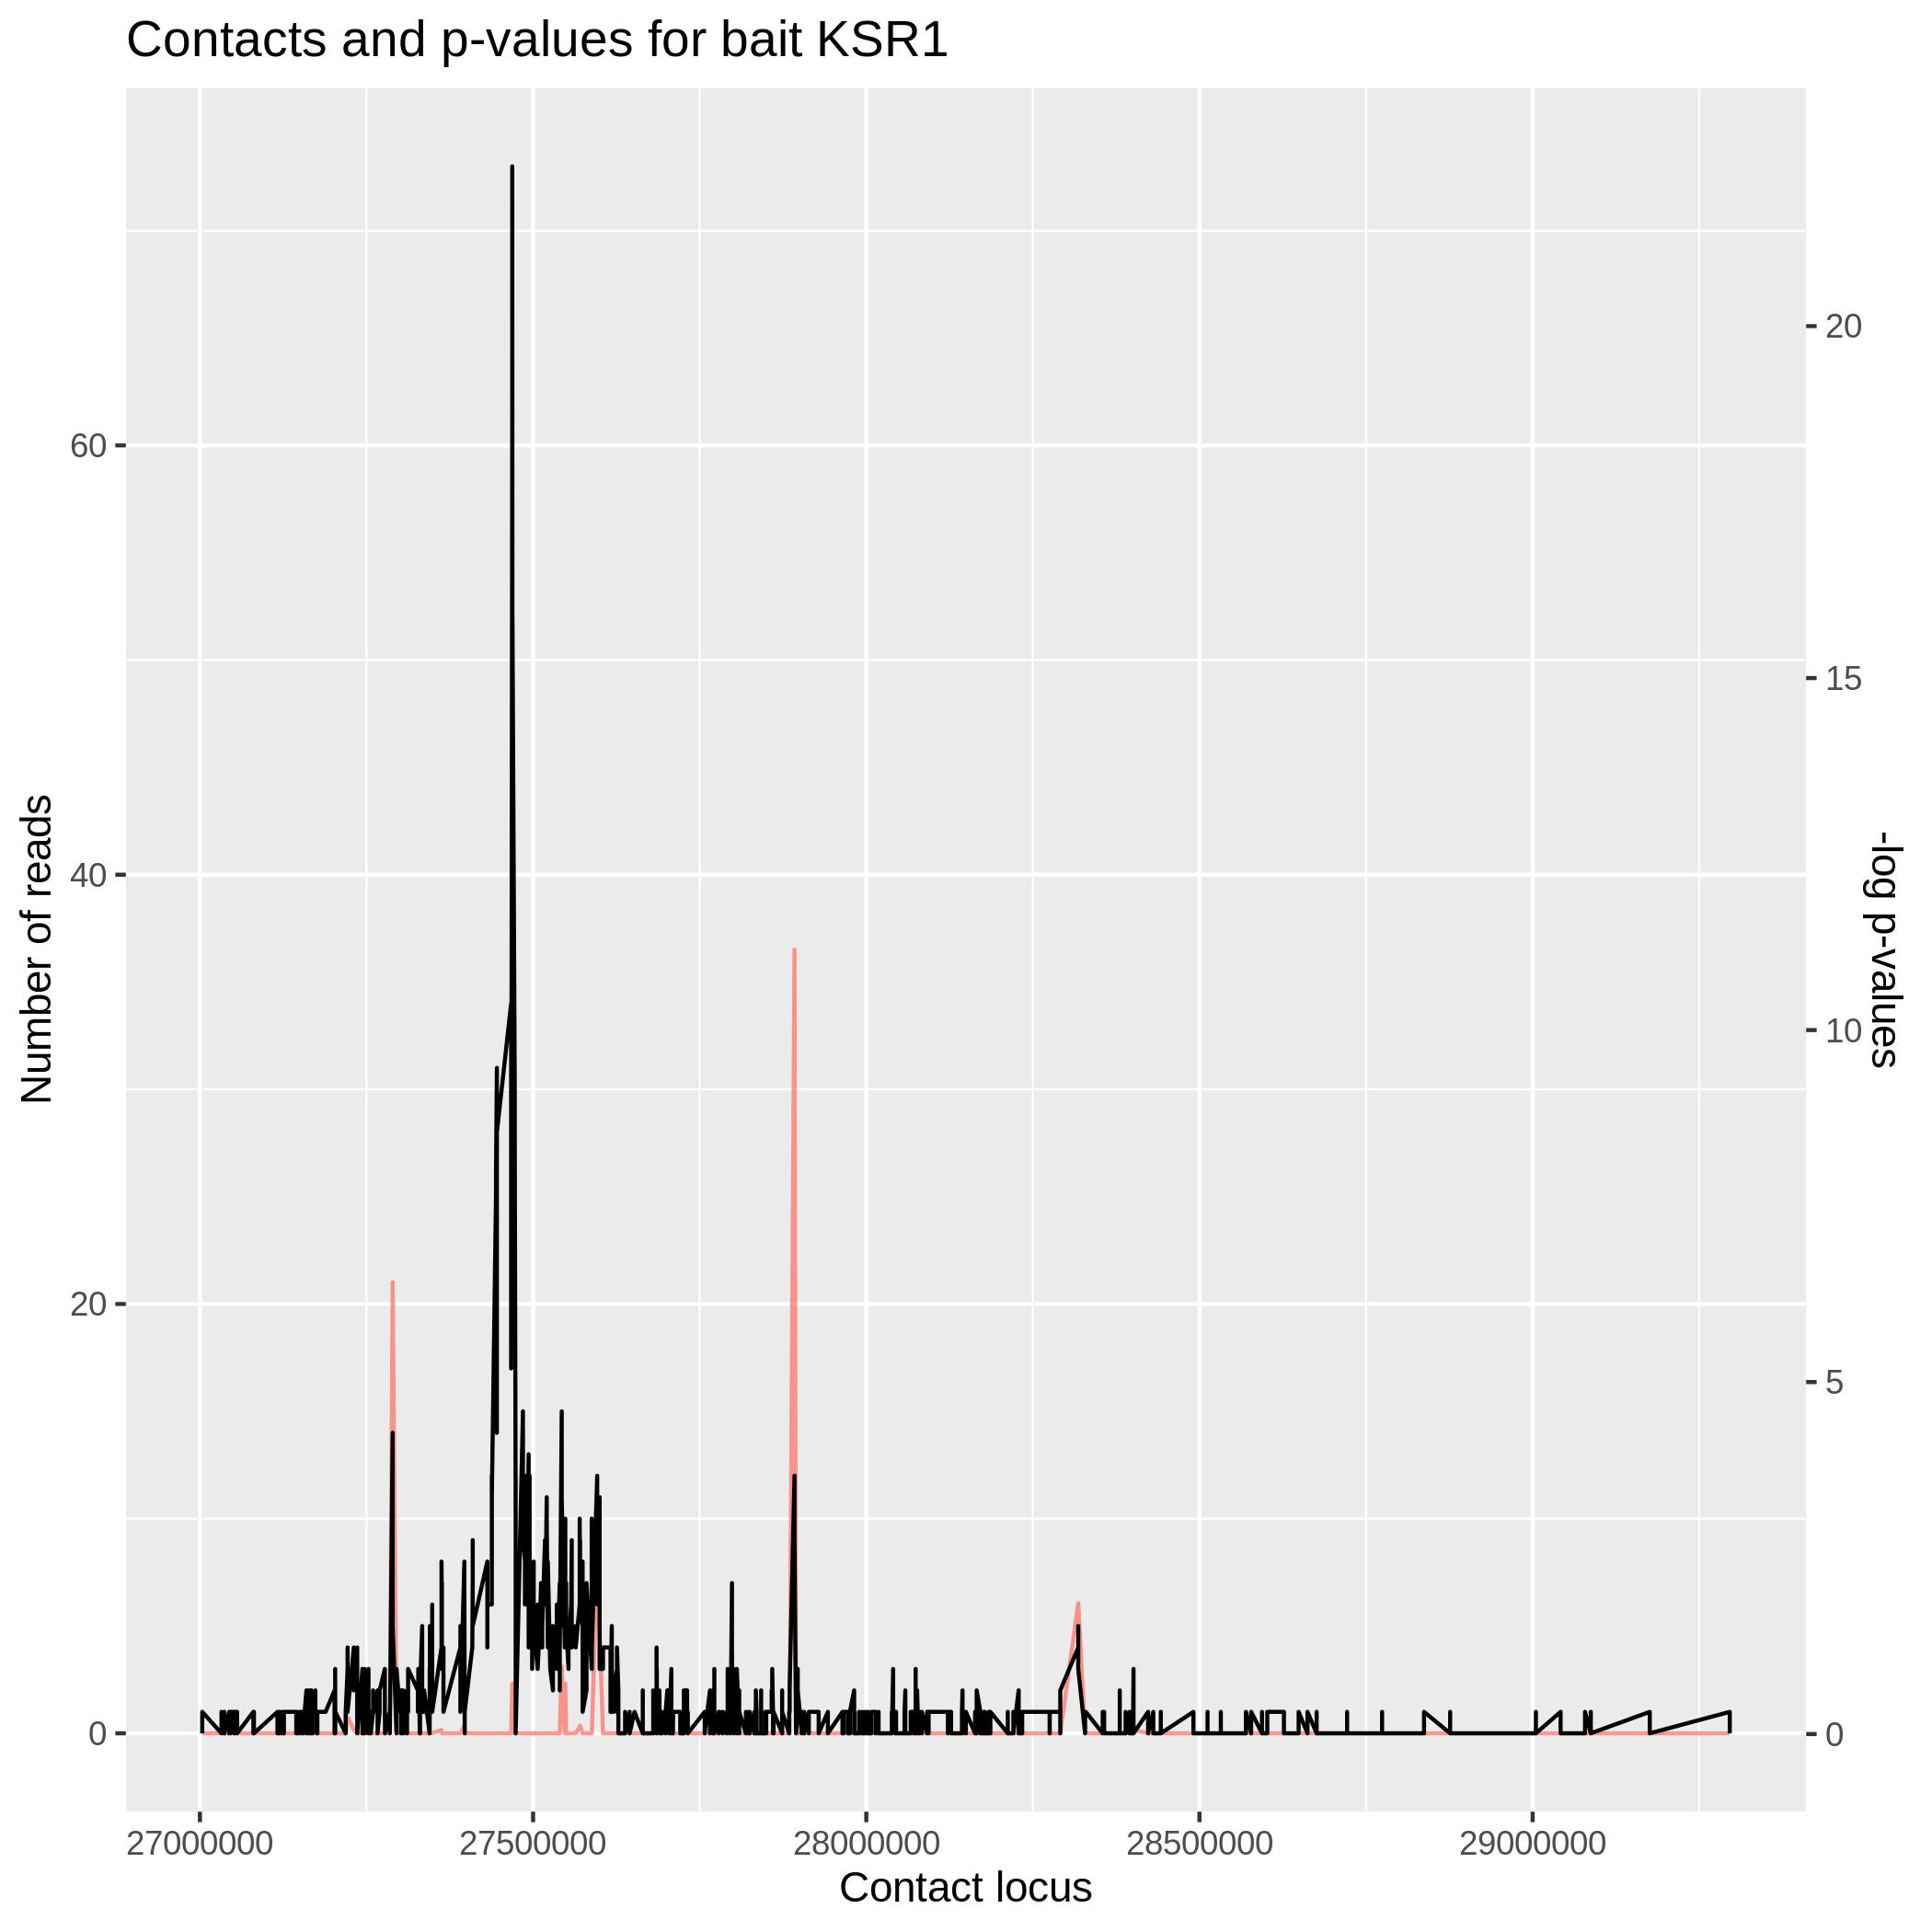 Contacts and p-values for bait KSR1
Number of reads
60
40
20
0
20
15
10
5
0
-log p-values
27000000 27500000 28000000 28500000 29000000
Contact locus